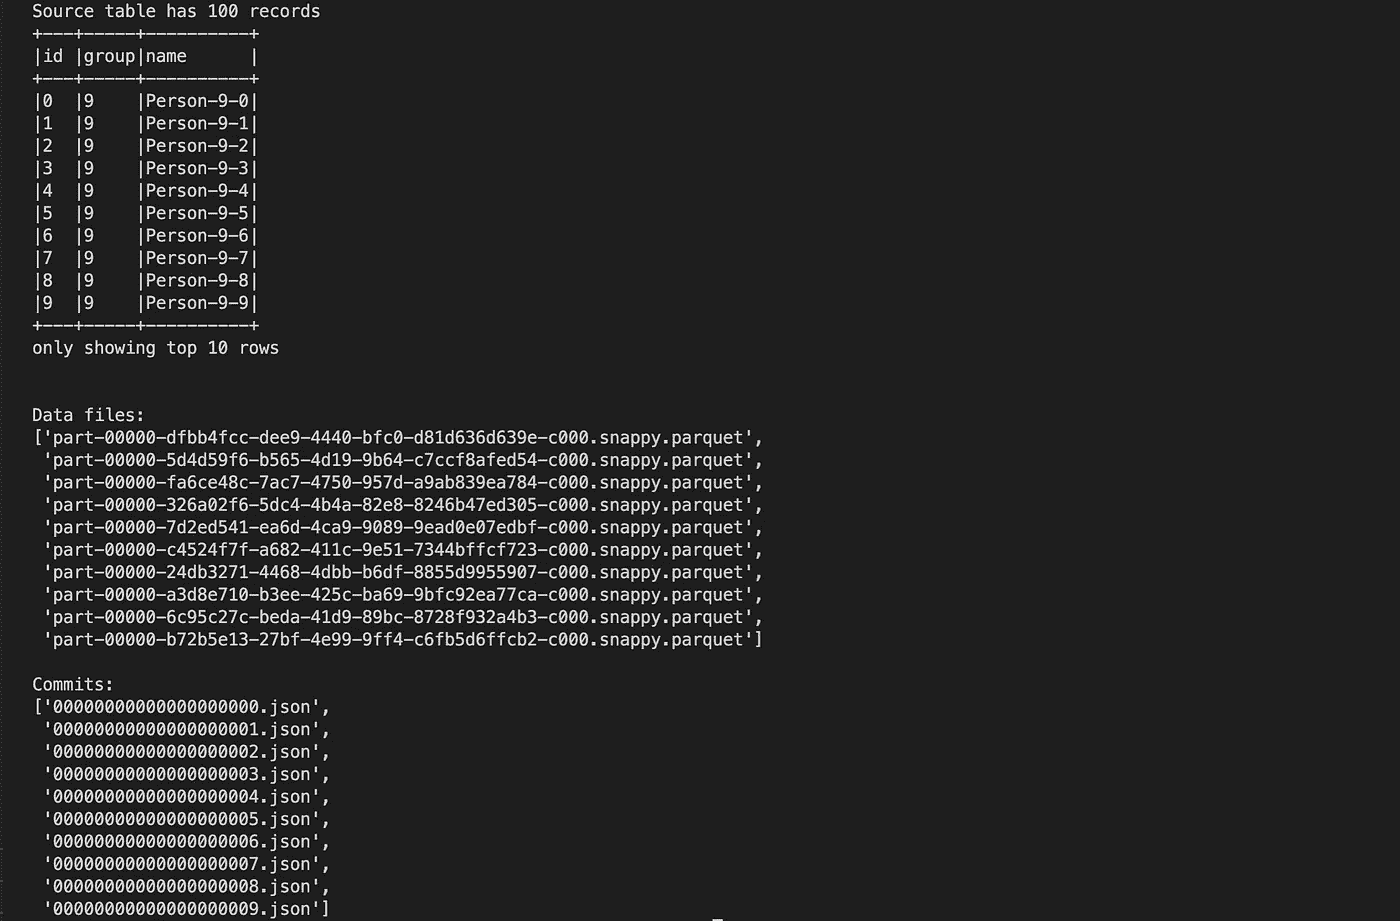 Source table has 100 records
+---+-----+----------+
|id |group|name      |
+---+-----+----------+
|0  |9    |Person-9-0|
|1  |9    |Person-9-1|
|2  |9    |Person-9-2|
|3  |9    |Person-9-3|
|4  |9    |Person-9-4|
|5  |9    |Person-9-5|
|6  |9    |Person-9-6|
|7  |9    |Person-9-7|
|8  |9    |Person-9-8|
|9  |9    |Person-9-9|
+---+-----+----------+
only showing top 10 rows
Data files:
['part-00000-dfbb4fcc-dee9-4440-bfc0-d81d636d639e-c000.snappy.parquet',
 'part-00000-5d4d59f6-b565-4d19-9b64-c7ccf8afed54-c000.snappy.parquet',
 'part-00000-fa6ce48c-7ac7-4750-957d-a9ab839ea784-c000.snappy.parquet',
 'part-00000-326a02f6-5dc4-4b4a-82e8-8246b47ed305-c000.snappy.parquet',
 'part-00000-7d2ed541-ea6d-4ca9-9089-9ead0e07edbf-c000.snappy.parquet',
 'part-00000-c4524f7f-a682-411c-9e51-7344bffcf723-c000.snappy.parquet',
 'part-00000-24db3271-4468-4dbb-b6df-8855d9955907-c000.snappy.parquet',
 'part-00000-a3d8e710-b3ee-425c-ba69-9bfc92ea77ca-c000.snappy.parquet',
 'part-00000-6c95c27c-beda-41d9-89bc-8728f932a4b3-c000.snappy.parquet',
 'part-00000-b72b5e13-27bf-4e99-9ff4-c6fb5d6ffcb2-c000.snappy.parquet']
Commits:
['00000000000000000000.json',
 '00000000000000000001.json',
 '00000000000000000002.json',
 '00000000000000000003.json',
 '00000000000000000004.json',
 '00000000000000000005.json',
 '00000000000000000006.json',
 '00000000000000000007.json',
 '00000000000000000008.json',
 '00000000000000000009.json']